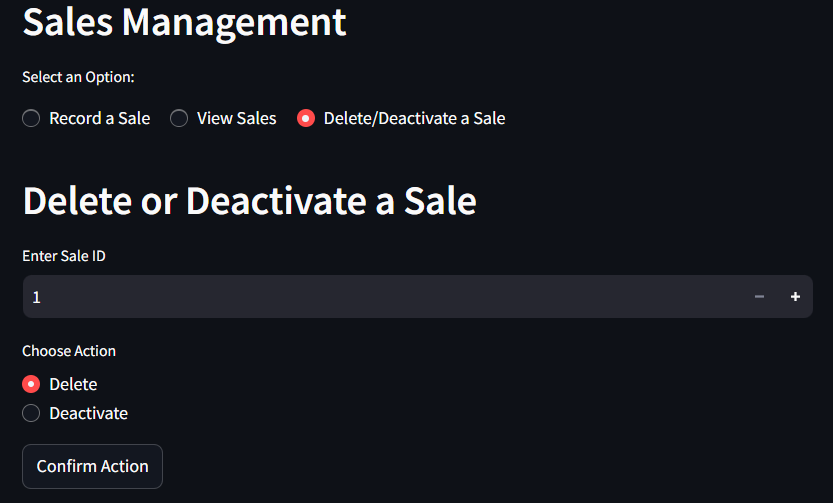 Sales Management
Select an Option:
Record a Sale View Sales Delete/Deactivate a Sale
Delete or Deactivate a Sale
Enter Sale ID
1 − +
Choose Action
Delete
Deactivate
Confirm Action